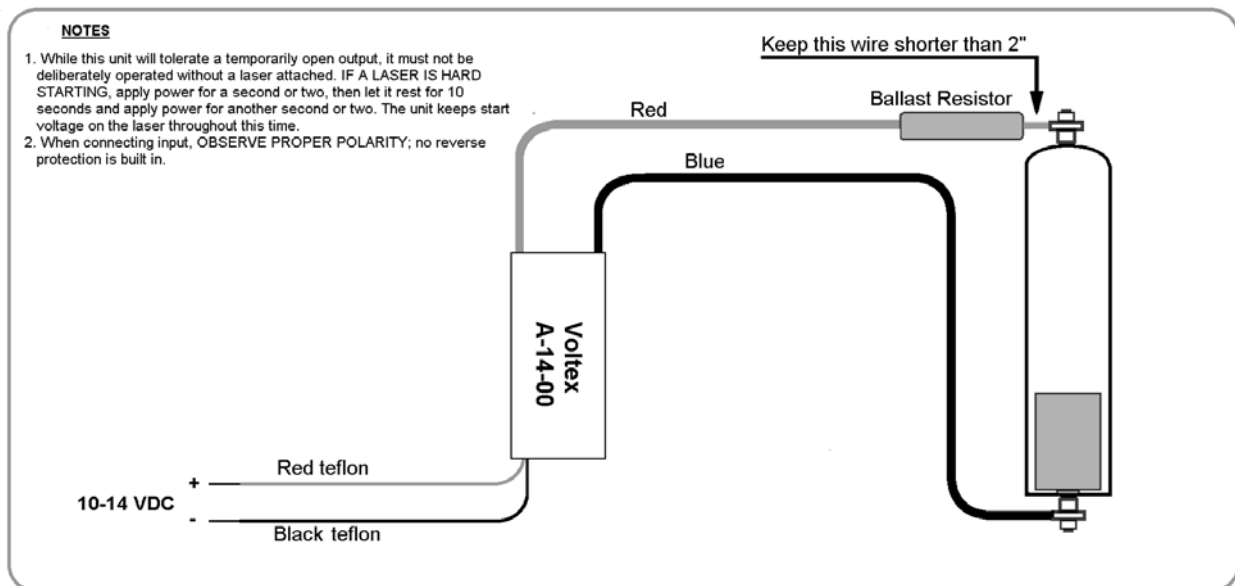 NOTES
1. While this unit will tolerate a temporarily open output, it must not be
deliberately operated without a laser attached. IF A LASER IS HARD
STARTING, apply power for a second or two, then let it rest for 10
seconds and apply power for another second or two. The unit keeps start
voltage on the laser throughout this time.
2. When connecting input, OBSERVE PROPER POLARITY; no reverse
protection is built in.
Keep this wire shorter than 2"
Ballast Resistor
Red
Blue
Voltex
A-14-00
Red teflon
+
10-14 VDC
-
Black teflon